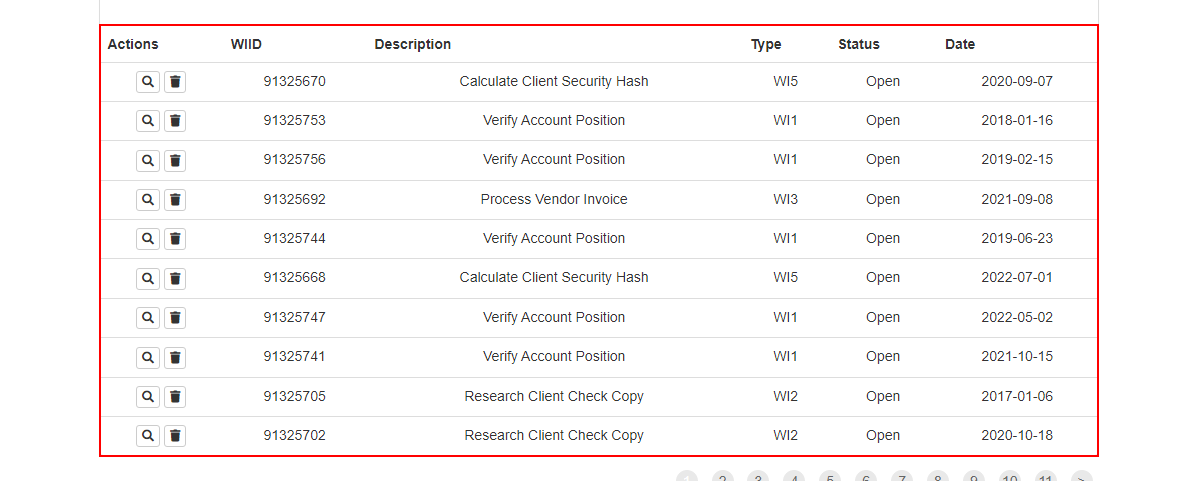 Actions WIID Description Type Status Date
91325670 Calculate Client Security Hash WI5 Open 2020-09-07
91325753 Verify Account Position WI1 Open 2018-01-16
91325756 Verify Account Position WI1 Open 2019-02-15
91325692 Process Vendor Invoice WI3 Open 2021-09-08
91325744 Verify Account Position WI1 Open 2019-06-23
91325668 Calculate Client Security Hash WI5 Open 2022-07-01
91325747 Verify Account Position WI1 Open 2022-05-02
91325741 Verify Account Position WI1 Open 2021-10-15
91325705 Research Client Check Copy WI2 Open 2017-01-06
91325702 Research Client Check Copy WI2 Open 2020-10-18
1 2 3 4 5 6 7 8 9 10 11 >